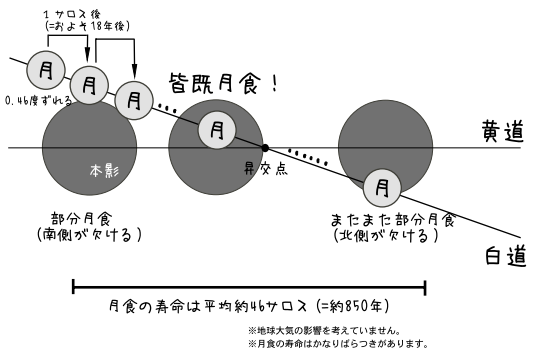 1 サロス後
(=およそ18年後)
月
月
月
0.46度ずれる
皆既月食！
月
黄道
本影
昇交点
月
部分月食
(南側が欠ける)
またまた部分月食
(北側が欠ける)
白道
月食の寿命は平均約46サロス (=約850年)
※地球大気の影響を考えていません。
※月食の寿命はかなりばらつきがあります。